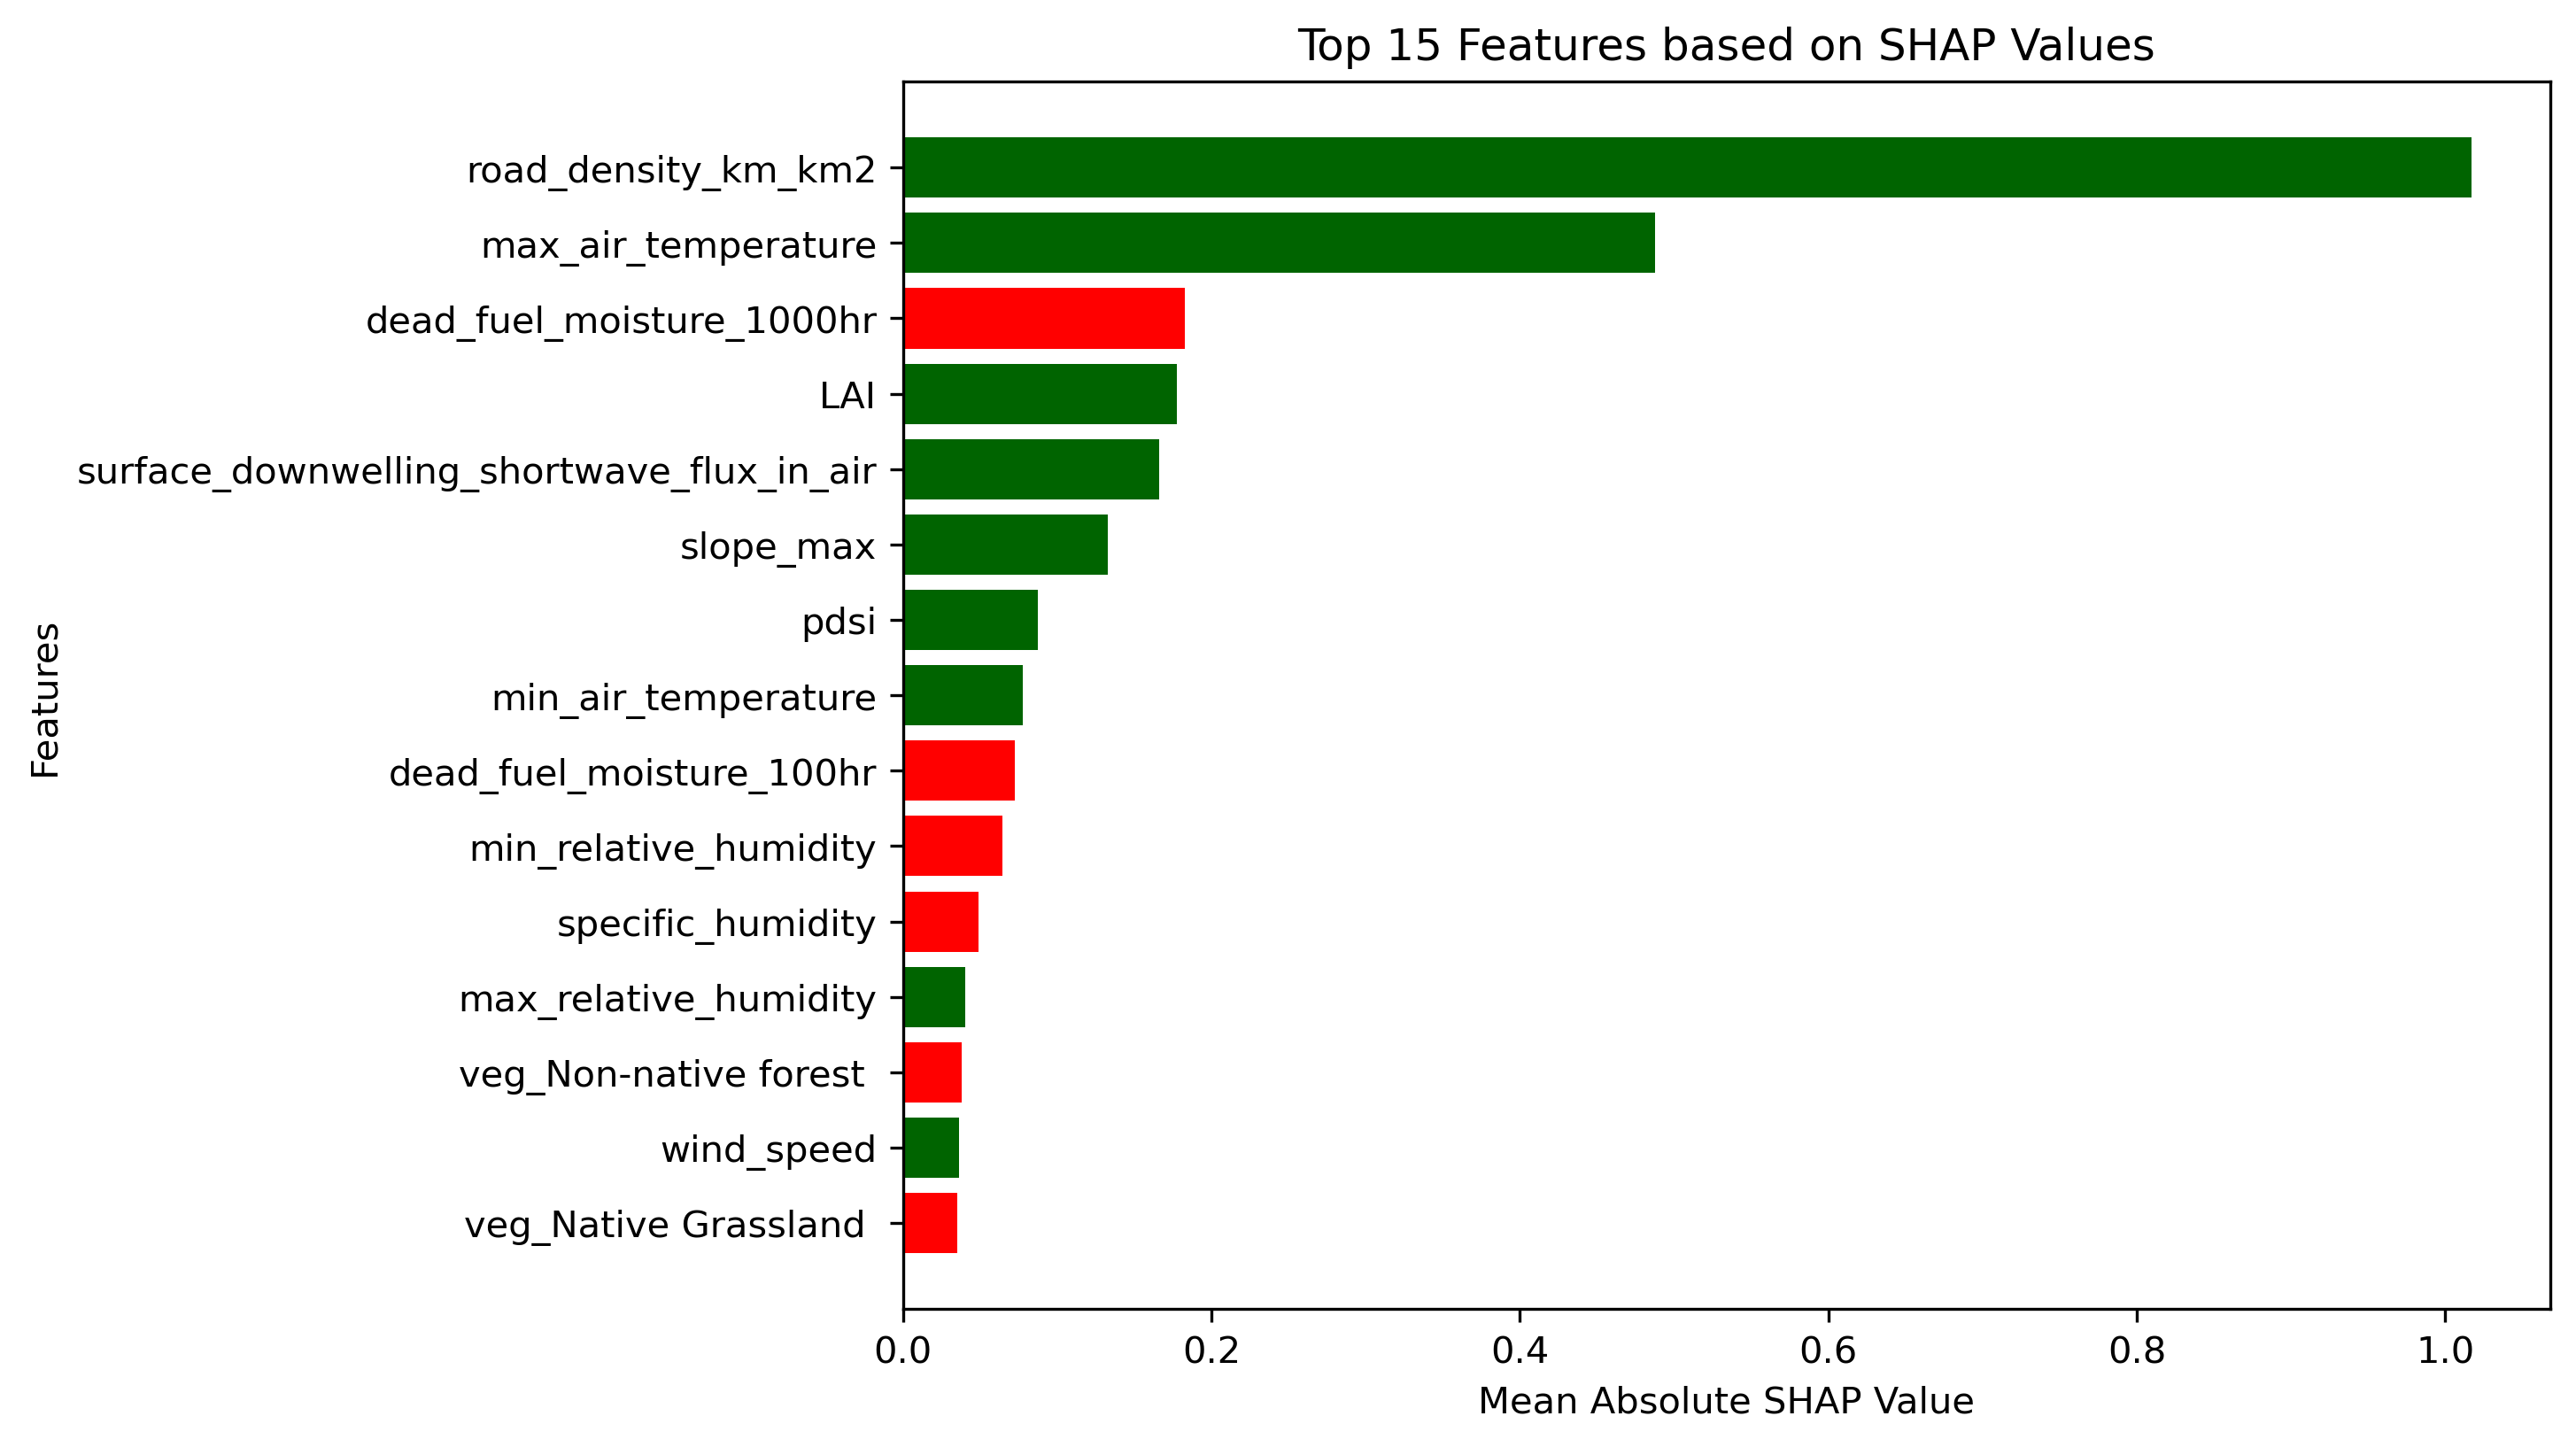 Top 15 Features based on SHAP Values
Features
road_density_km_km2
max_air_temperature
dead_fuel_moisture_1000hr
LAI
surface_downwelling_shortwave_flux_in_air
slope_max
pdsi
min_air_temperature
dead_fuel_moisture_100hr
min_relative_humidity
specific_humidity
max_relative_humidity
veg_Non-native forest
wind_speed
veg_Native Grassland
0.0 0.2 0.4 0.6 0.8 1.0
Mean Absolute SHAP Value